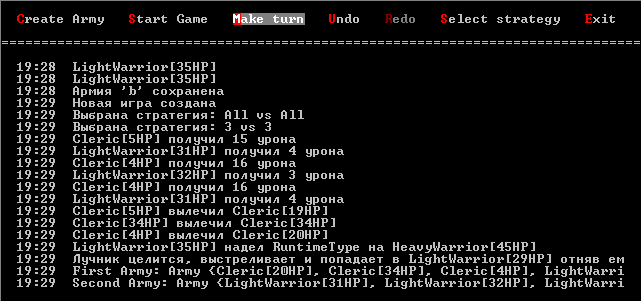 Create Army Start Game Make turn Undo Redo Select strategy Exit
19:28 LightWarrior[35HP]
19:28 LightWarrior[35HP]
19:28 Армия 'b' сохранена
19:29 Новая игра создана
19:29 Выбрана стратегия: All vs All
19:29 Выбрана стратегия: 3 vs 3
19:29 Cleric[5HP] получил 15 урона
19:29 LightWarrior[31HP] получил 4 урона
19:29 Cleric[4HP] получил 16 урона
19:29 LightWarrior[32HP] получил 3 урона
19:29 Cleric[4HP] получил 16 урона
19:29 LightWarrior[31HP] получил 4 урона
19:29 Cleric[5HP] вылечил Cleric[19HP]
19:29 Cleric[34HP] вылечил Cleric[34HP]
19:29 Cleric[4HP] вылечил Cleric[20HP]
19:29 LightWarrior[35HP] надел RuntimeType на HeavyWarrior[45HP]
19:29 Лучник целится, выстреливает и попадает в LightWarrior[29HP] отняв ем
19:29 First Army: Army {Cleric[20HP], Cleric[34HP], Cleric[4HP], LightWarri
19:29 Second Army: Army {LightWarrior[31HP], LightWarrior[32HP], LightWarri